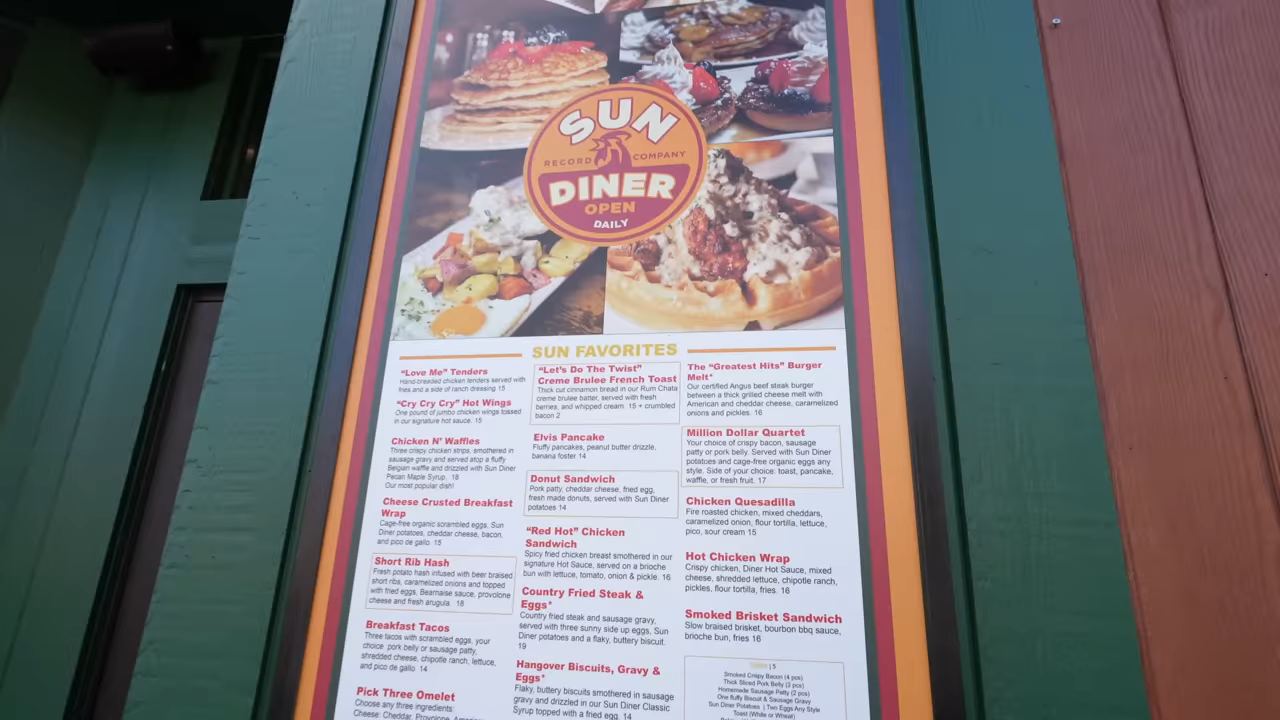 SUN
RECORD COMPANY
DINER
OPEN
DAILY
SUN FAVORITES
"Love Me" Tenders
Hand-breaded chicken tenders served with
fries and a side of ranch dressing 15
"Cry Cry Cry" Hot Wings
One pound of jumbo chicken wings tossed
in our signature hot sauce. 15
Chicken N' Waffles
Three crispy chicken strips, smothered in
sausage gravy and served atop a fluffy
Belgian waffle and drizzled with Sun Diner
Pecan Maple Syrup. 18
Our most popular dish!
Cheese Crusted Breakfast
Wrap
Cage-free organic scrambled eggs, Sun
Diner potatoes, cheddar cheese, bacon,
and pico de gallo. 15
Short Rib Hash
Fresh potato hash infused with beer braised
short ribs, caramelized onions and topped
with fried eggs, Bearnaise sauce, provolone
cheese and fresh arugula. 18
Breakfast Tacos
Three tacos with scrambled eggs, your
choice pork belly or sausage patty,
shredded cheese, chipotle ranch, lettuce,
and pico de gallo 14
Pick Three Omelet
Choose any three ingredients:
Cheese: Cheddar, Provolone,
"Let's Do The Twist"
Creme Brulee French Toast
Thick cut cinnamon bread in our Rum Chata
creme brulee batter, served with fresh
berries, and whipped cream. 15 + crumbled
bacon 2
Elvis Pancake
Fluffy pancakes, peanut butter drizzle,
banana foster 14
Donut Sandwich
Pork patty, cheddar cheese, fried egg,
fresh made donuts, served with Sun Diner
potatoes 14
"Red Hot" Chicken
Sandwich
Spicy fried chicken breast smothered in our
signature Hot Sauce, served on a brioche
bun with lettuce, tomato, onion & pickle. 16
Country Fried Steak &
Eggs*
Country fried steak and sausage gravy,
served with three sunny side up eggs, Sun
Diner potatoes and a flaky, buttery biscuit.
19
Hangover Biscuits, Gravy &
Eggs*
Flaky, buttery biscuits smothered in sausage
gravy and drizzled in our Sun Diner Classic
Syrup topped with a fried egg. 14
The "Greatest Hits" Burger
Melt*
Our certified Angus beef steak burger
between a thick grilled cheese melt with
American and cheddar cheese, caramelized
onions and pickles. 16
Million Dollar Quartet
Your choice of crispy bacon, sausage
patty or pork belly. Served with Sun Diner
potatoes and cage-free organic eggs any
style. Side of your choice: toast, pancake,
waffle, or fresh fruit. 17
Chicken Quesadilla
Fire roasted chicken, mixed cheddars,
caramelized onion, flour tortilla, lettuce,
pico, sour cream 15
Hot Chicken Wrap
Crispy chicken, Diner Hot Sauce, mixed
cheese, shredded lettuce, chipotle ranch,
pickles, flour tortilla, fries. 16
Smoked Brisket Sandwich
Slow braised brisket, bourbon bbq sauce,
brioche bun, fries 16
| 5
Smoked Crispy Bacon (4 pcs)
Thick Sliced Pork Belly (3 pcs)
Homemade Sausage Patty (2 pcs)
One fluffy Biscuit & Sausage Gravy
Sun Diner Potatoes | Two Eggs Any Style
Toast (White or Wheat)